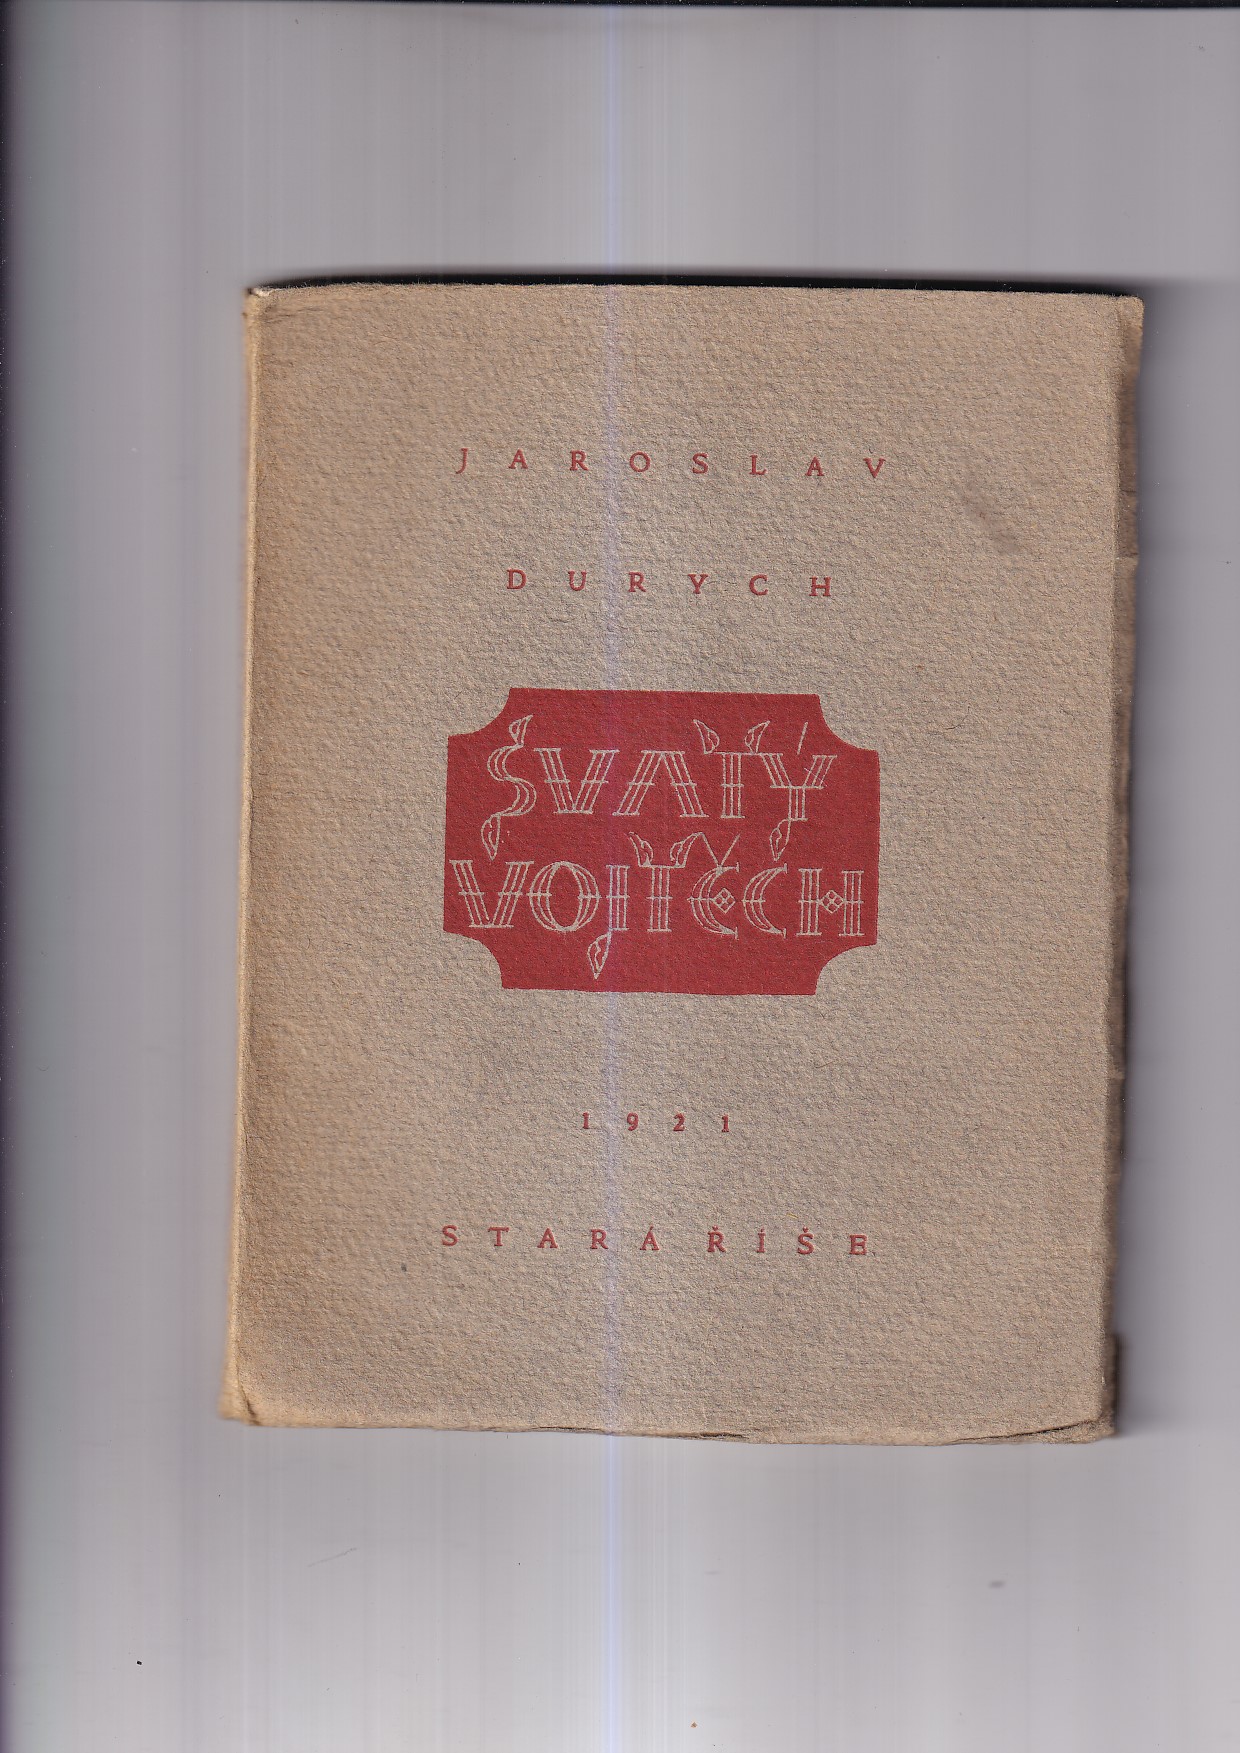 JAROSLAV
DURYCH
SVATÝ
VOJTĚCH
1921
STARÁ ŘÍŠE